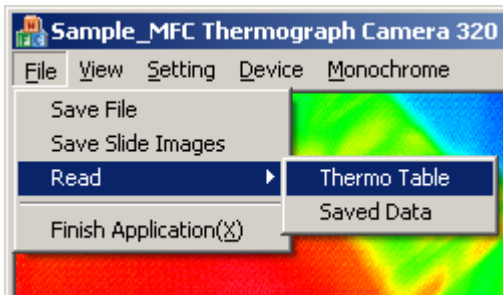 Sample_MFC Thermograph Camera 320
File View Setting Device Monochrome
Save File
Save Slide Images
Read
Thermo Table
Saved Data
Finish Application(X)